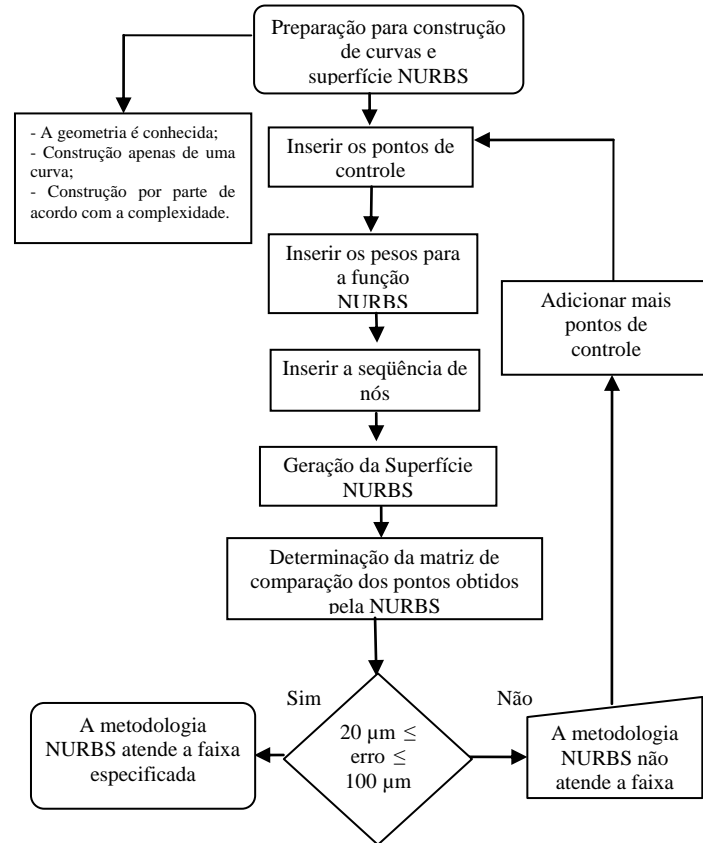 Preparação para construção
de curvas e
superfície NURBS
- A geometria é conhecida;
- Construção apenas de uma
curva;
- Construção por parte de
acordo com a complexidade.
Inserir os pontos de
controle
Inserir os pesos para
a função
NURBS
Adicionar mais
pontos de
controle
Inserir a seqüência de
nós
Geração da Superfície
NURBS
Determinação da matriz de
comparação dos pontos obtidos
pela NURBS
Sim
Não
A metodologia
NURBS atende a faixa
especificada
20 µm ≤
erro ≤
100 µm
A metodologia
NURBS não
atende a faixa